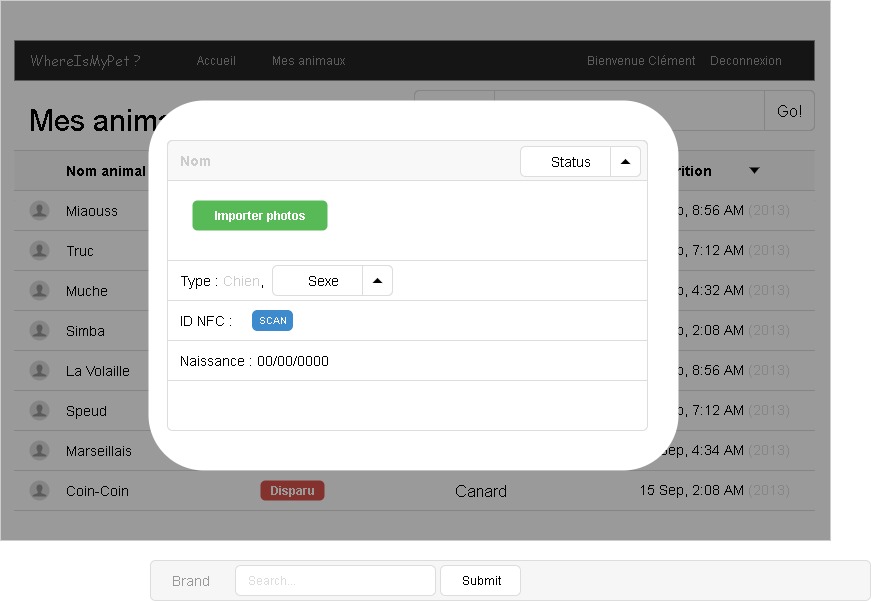 WhereIsMyPet? Accueil Mes animaux Bienvenue Clément Deconnexion
Mes anima
Go!
Nom Status
Nom animal rition
Miaouss p, 8:56 AM (2013)
Importer photos
Truc p, 7:12 AM (2013)
Type : Chien, Sexe
Muche p, 4:32 AM (2013)
ID NFC : SCAN
Simba p, 2:08 AM (2013)
Naissance : 00/00/0000
La Volaille p, 8:56 AM (2013)
Speud p, 7:12 AM (2013)
Marseillais ep, 4:34 AM (2013)
Coin-Coin Disparu Canard 15 Sep, 2:08 AM (2013)
Brand Search... Submit